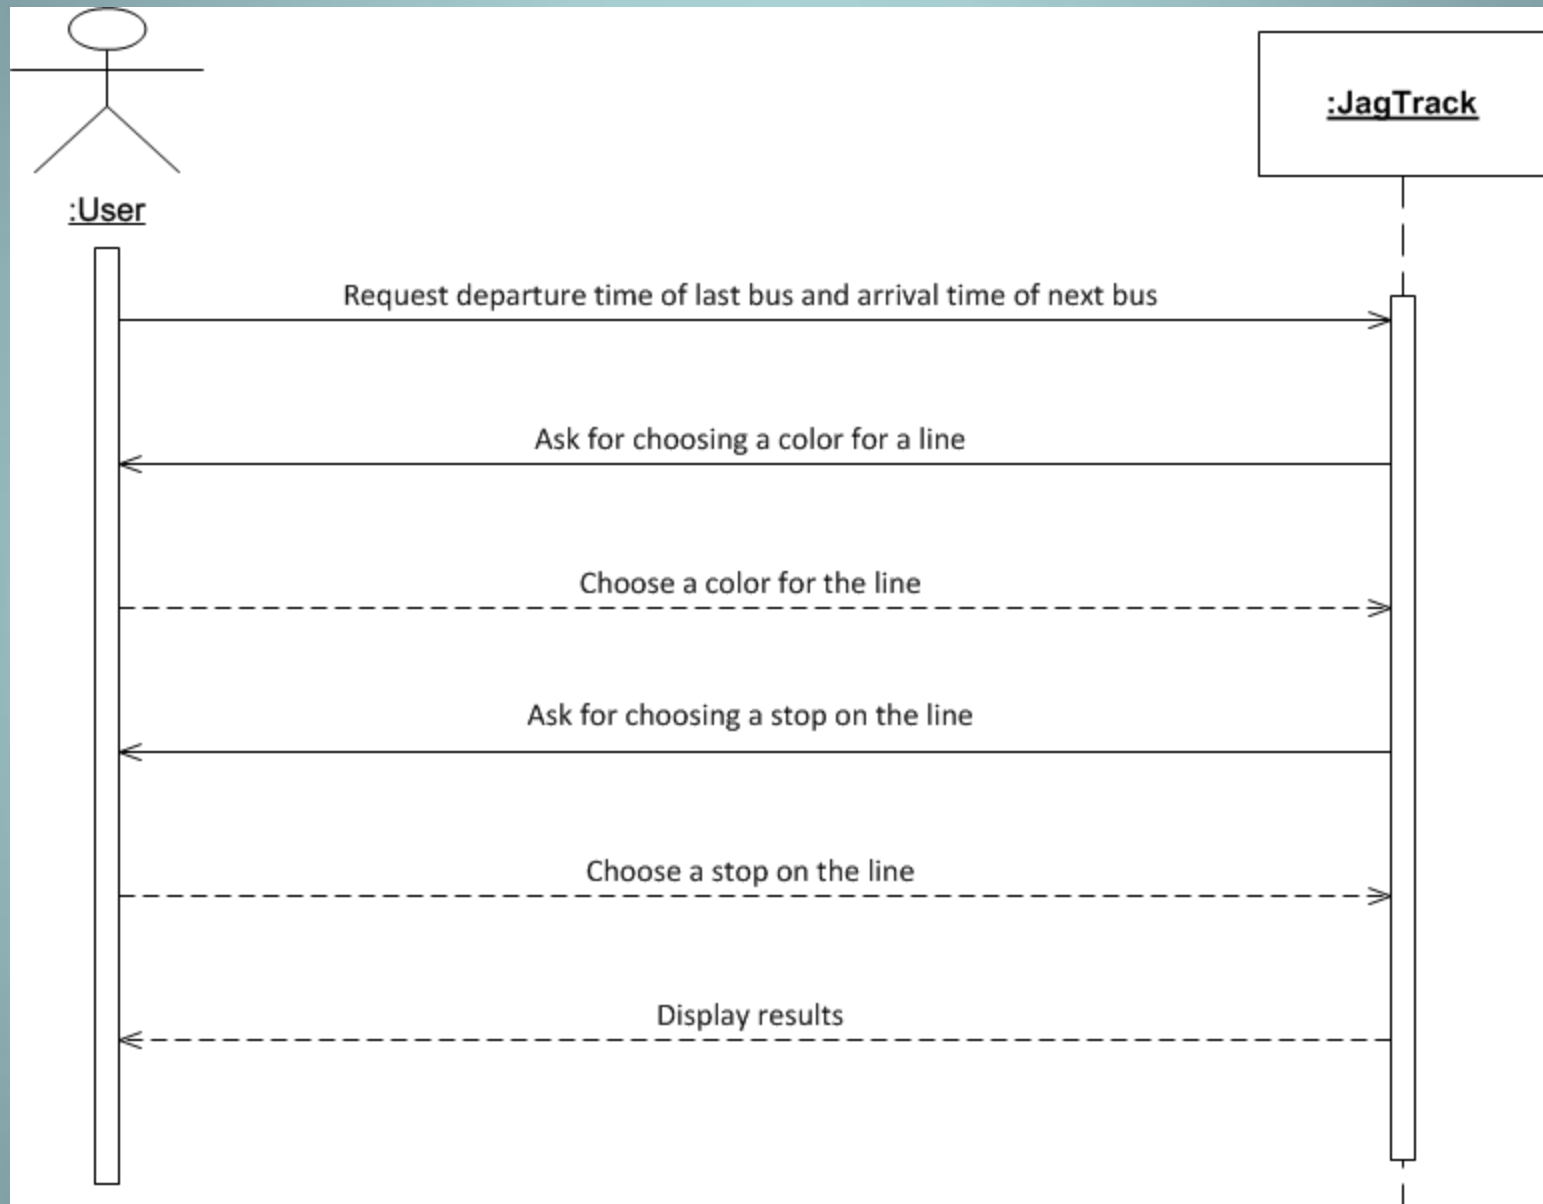 :JagTrack
:User
Request departure time of last bus and arrival time of next bus
Ask for choosing a color for a line
Choose a color for the line
Ask for choosing a stop on the line
Choose a stop on the line
Display results